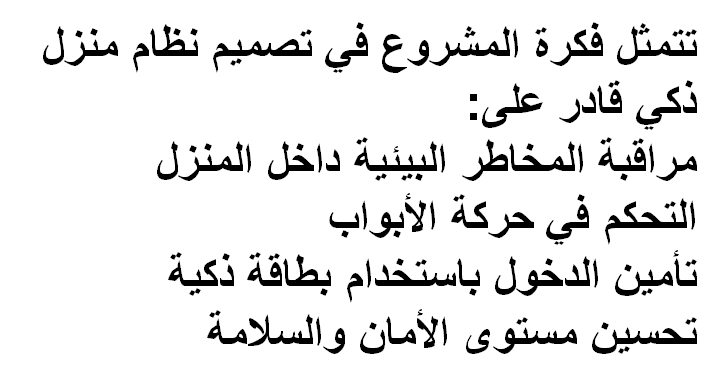 تتمثل فكرة المشروع في تصميم نظام منزل
ذكي قادر على:
مراقبة المخاطر البيئية داخل المنزل
التحكم في حركة الأبواب
تأمين الدخول باستخدام بطاقة ذكية
تحسين مستوى الأمان والسلامة